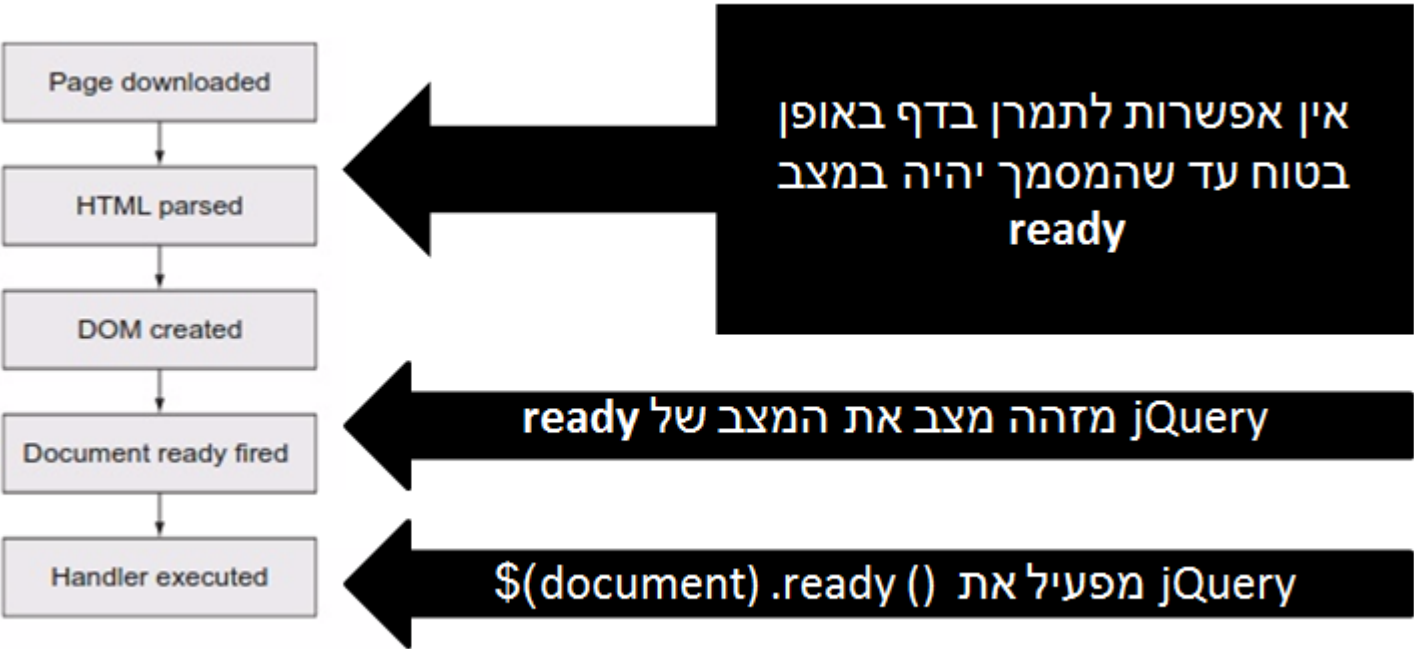 Page downloaded
HTML parsed
DOM created
Document ready fired
Handler executed
אין אפשרות לתמרן בדף באופן
בטוח עד שהמסמך יהיה במצב
ready
jQuery מזהה מצב את המצב של ready
jQuery מפעיל את $(document) .ready ()